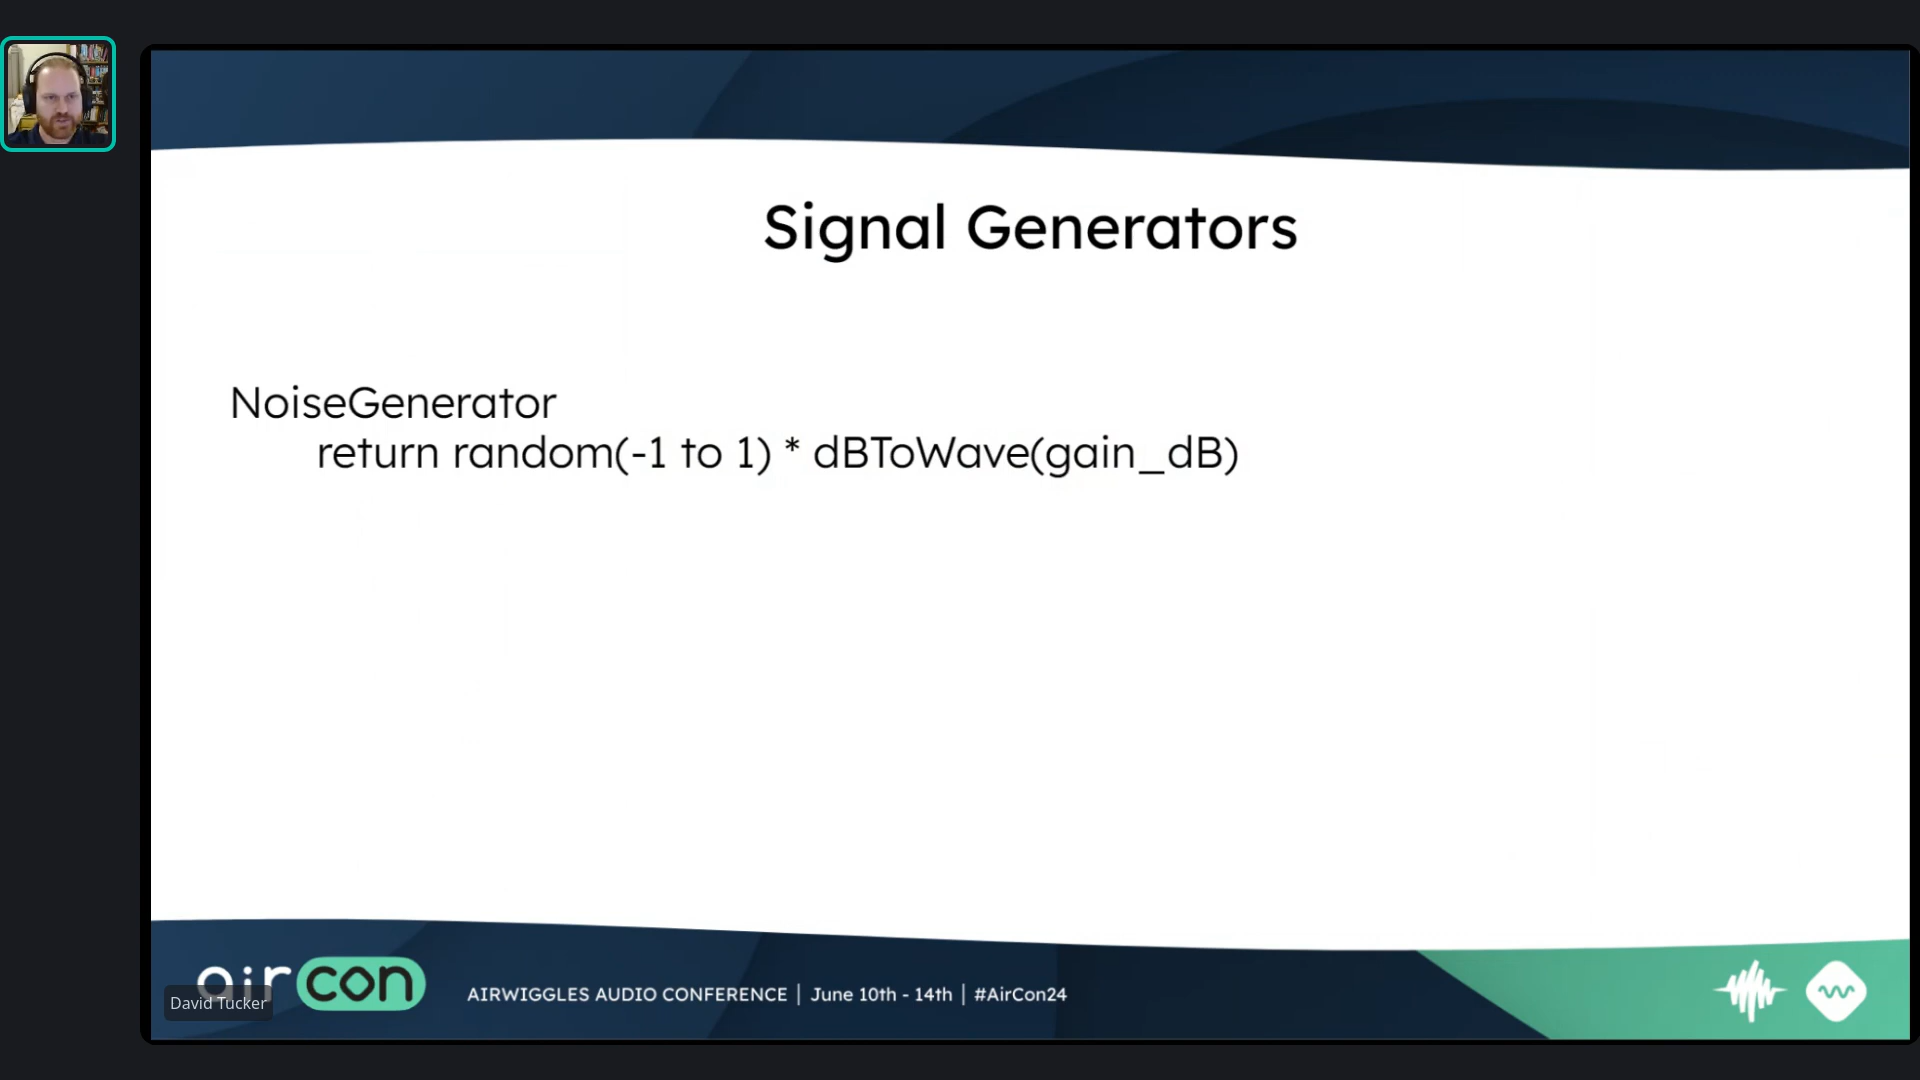 Signal Generators
NoiseGenerator
return random(-1 to 1) * dBToWave(gain_dB)
aircon
David Tucker
AIRWIGGLES AUDIO CONFERENCE | June 10th - 14th | #AirCon24